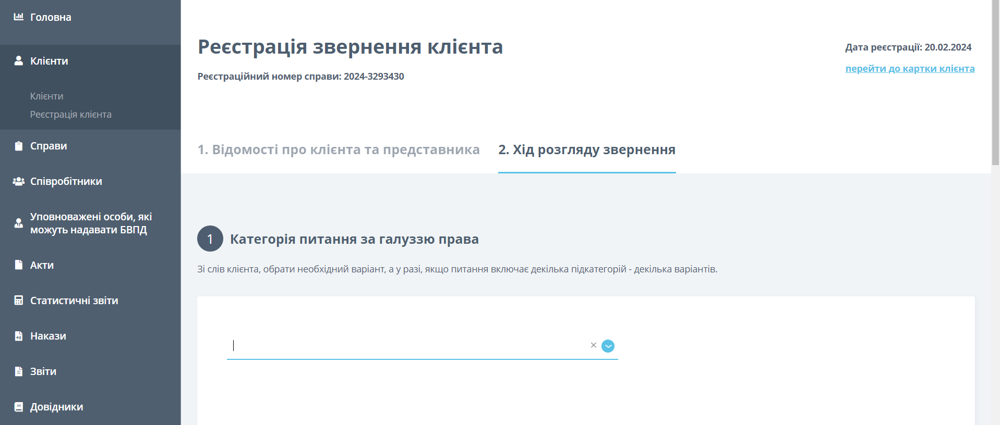 Головна
Клієнти
Клієнти
Реєстрація клієнта
Справи
Співробітники
Уповноважені особи, які
можуть надавати БВПД
Акти
Статистичні звіти
Накази
Звіти
Довідники
Реєстрація звернення клієнта
Реєстраційний номер справи: 2024-3293430
Дата реєстрації: 20.02.2024
перейти до картки клієнта
1. Відомості про клієнта та представника
2. Хід розгляду звернення
1 Категорія питання за галуззю права
Зі слів клієнта, обрати необхідний варіант, а у разі, якщо питання включає декілька підкатегорій - декілька варіантів.